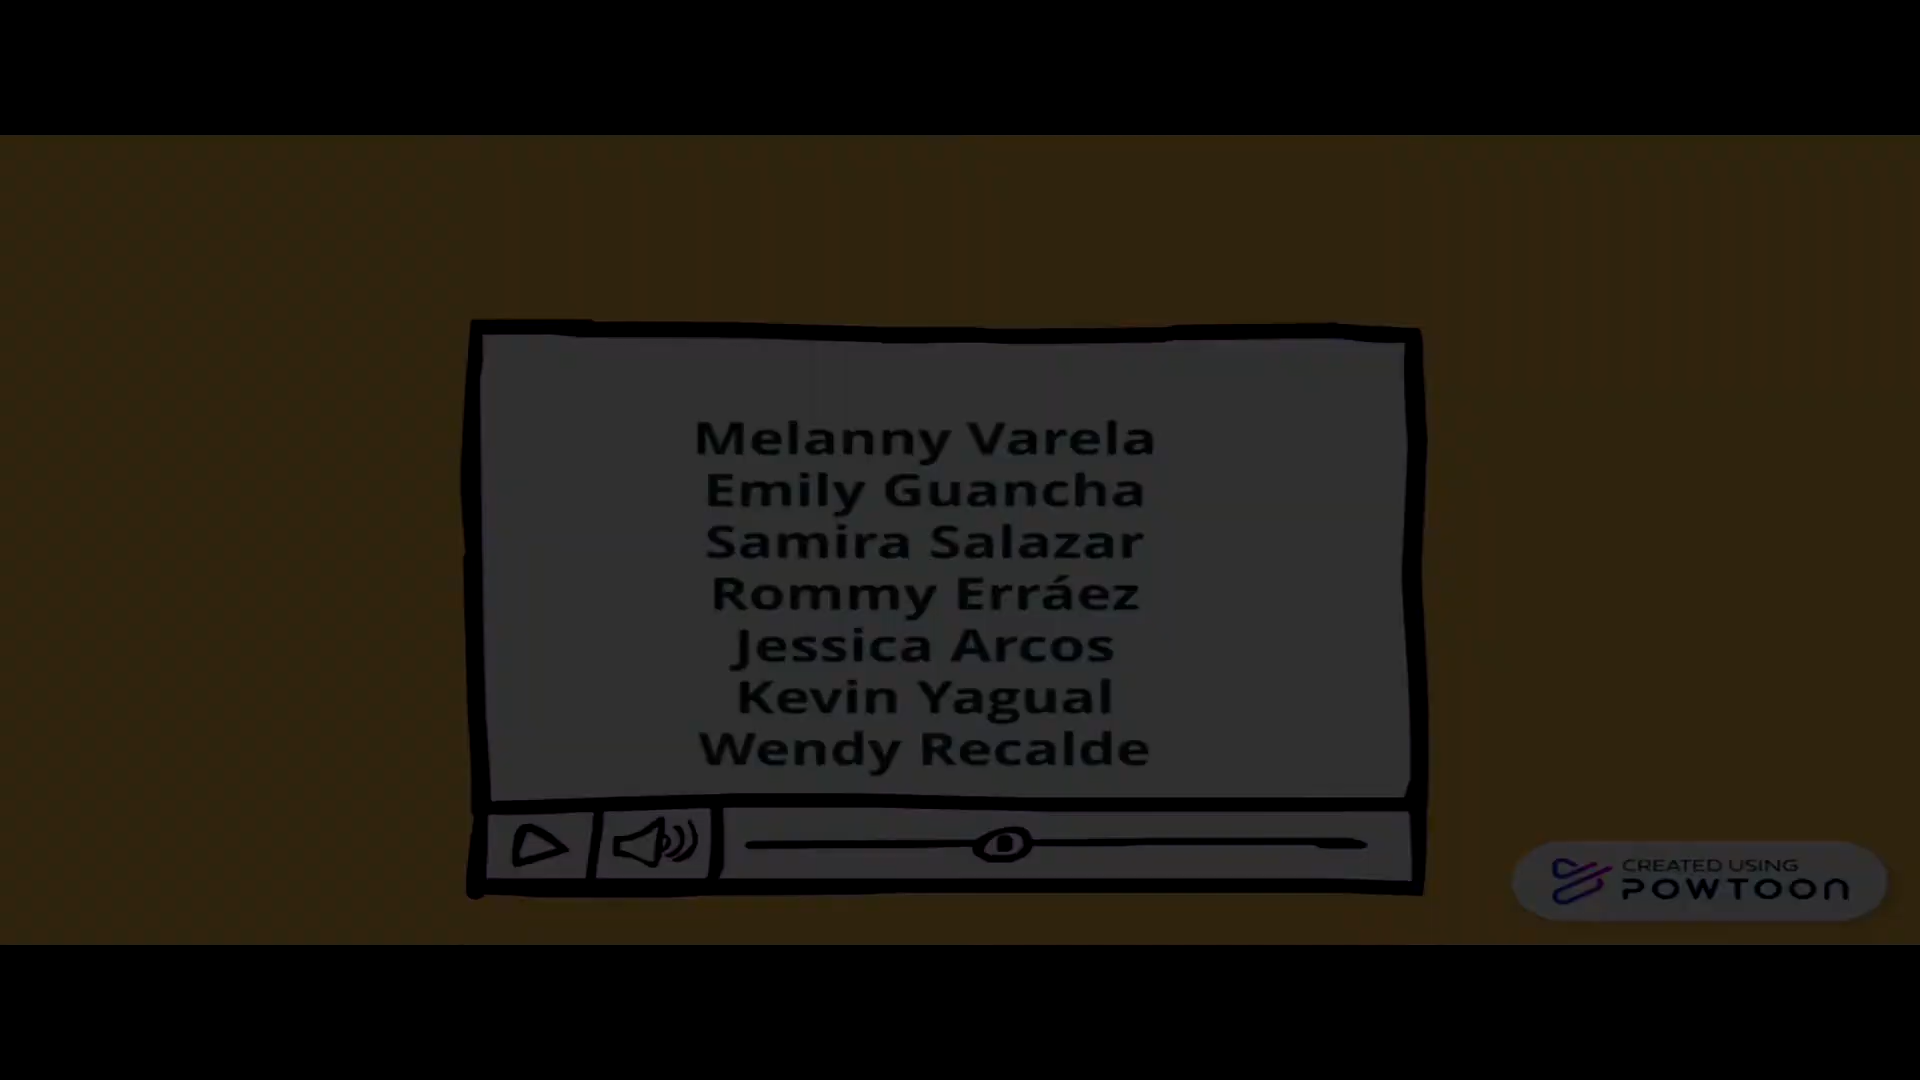 Melanny Varela
Emily Guancha
Samira Salazar
Rommy Erráez
Jessica Arcos
Kevin Yagual
Wendy Recalde
CREATED USING
POWTOON